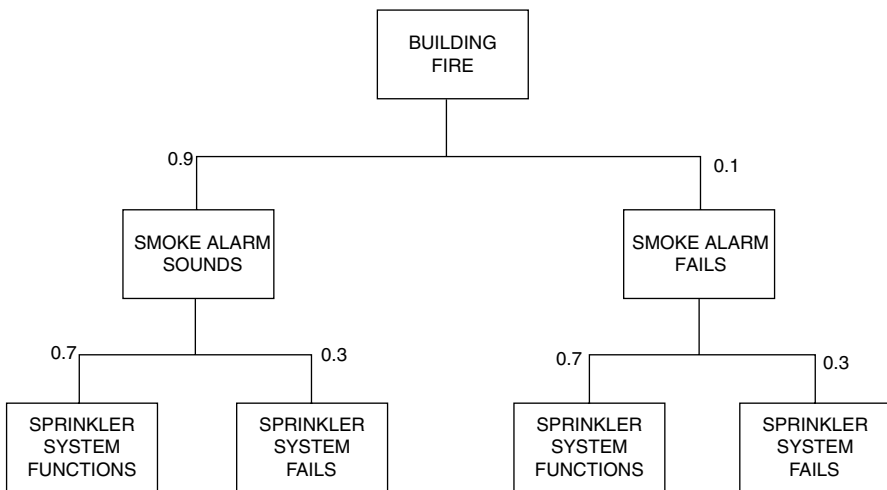 BUILDING
FIRE
0.9
0.1
SMOKE ALARM
SOUNDS
SMOKE ALARM
FAILS
0.7
0.3
0.7
0.3
SPRINKLER
SYSTEM
FUNCTIONS
SPRINKLER
SYSTEM
FAILS
SPRINKLER
SYSTEM
FUNCTIONS
SPRINKLER
SYSTEM
FAILS